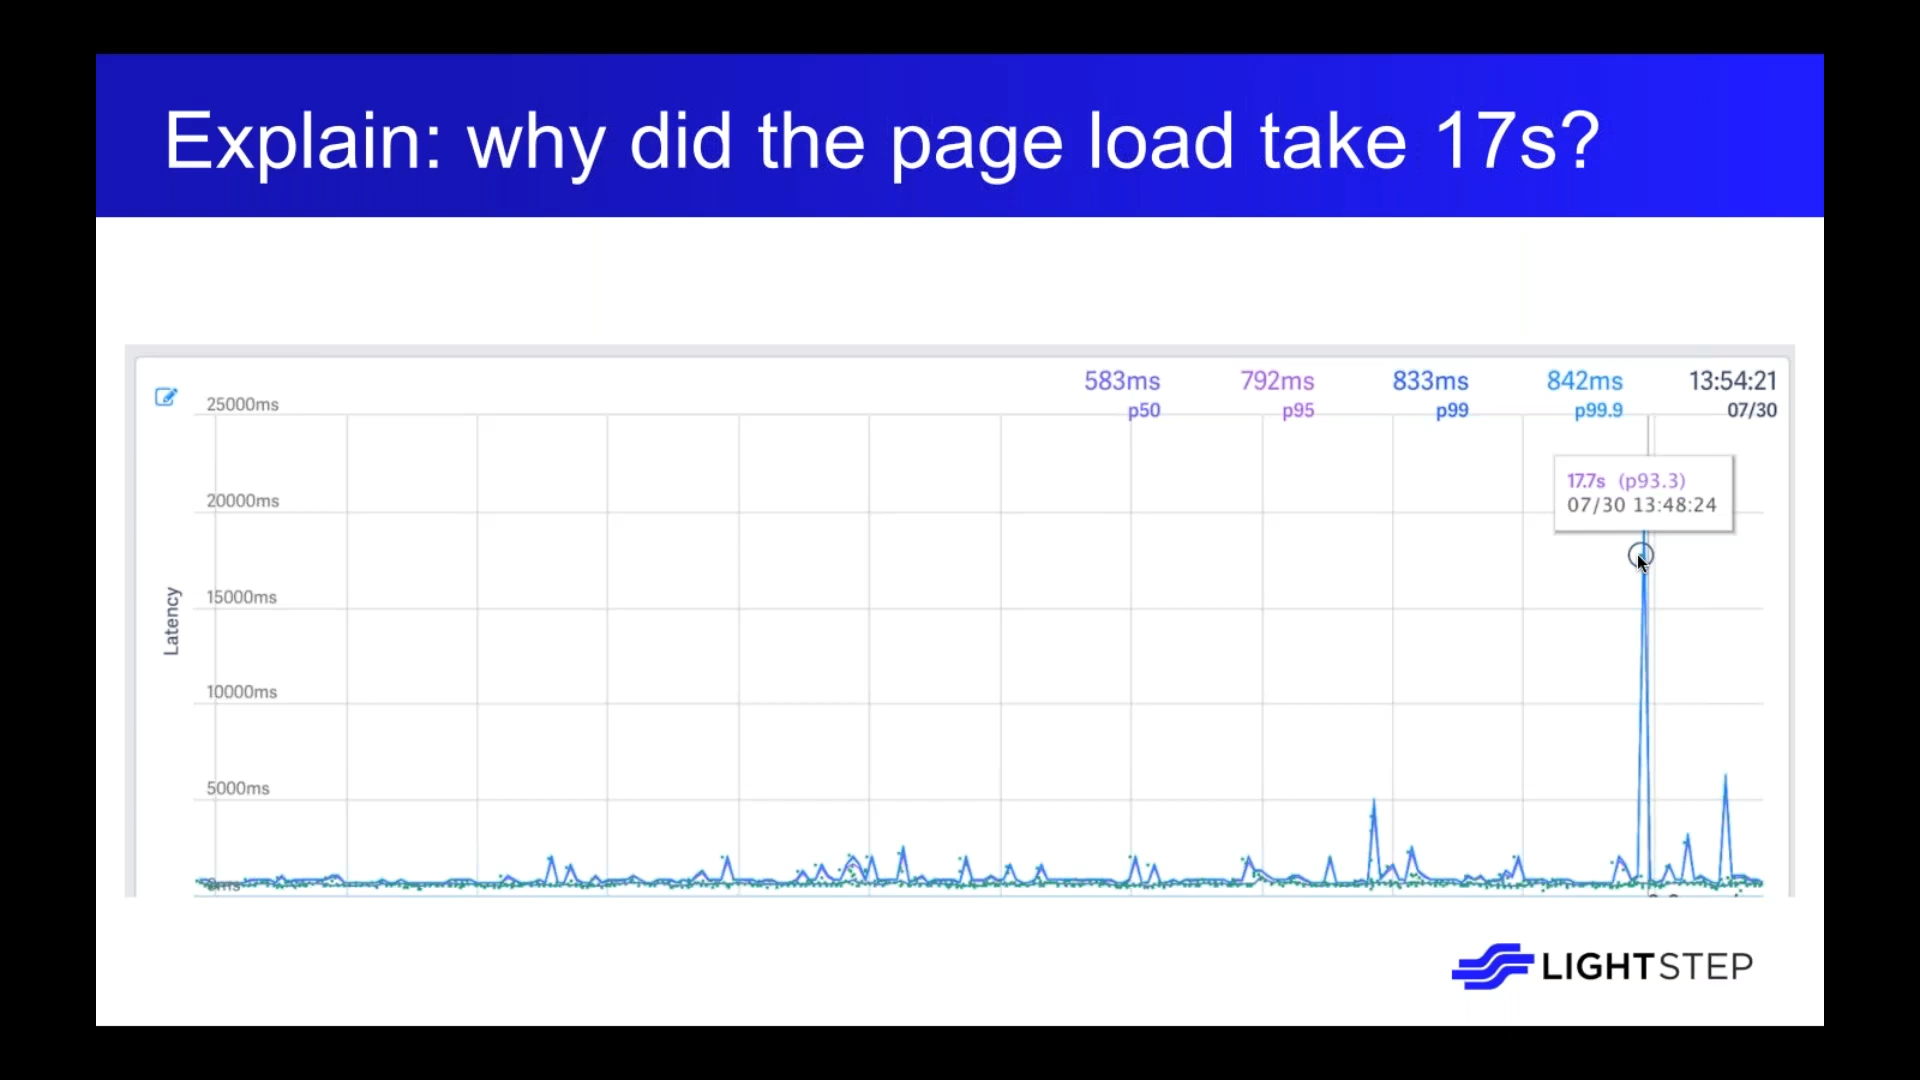 Explain: why did the page load take 17s?
583ms 792ms 833ms 842ms 13:54:21
p50 p95 p99 p99.9 07/30
25000ms
17.7s (p93.3)
07/30 13:48:24
20000ms
15000ms
Latency
10000ms
5000ms
0ms
LIGHTSTEP